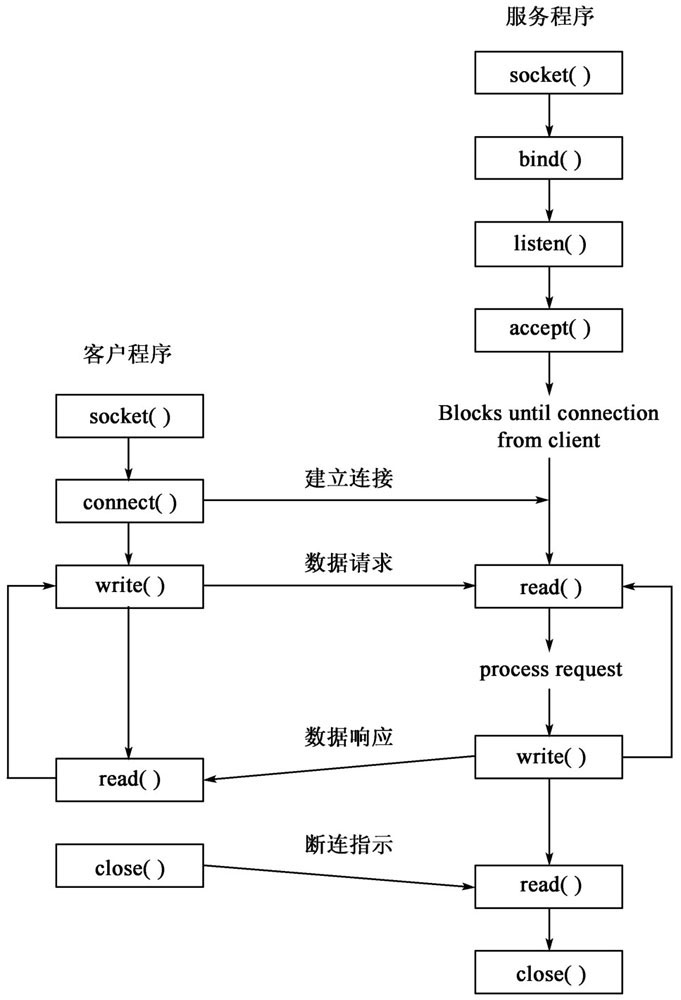 服务程序
socket( )
bind( )
listen( )
accept( )
Blocks until connection
from client
客户程序
socket( )
connect( )
建立连接
write( )
数据请求
read( )
process request
数据响应
write( )
read( )
close( )
断连指示
read( )
close( )